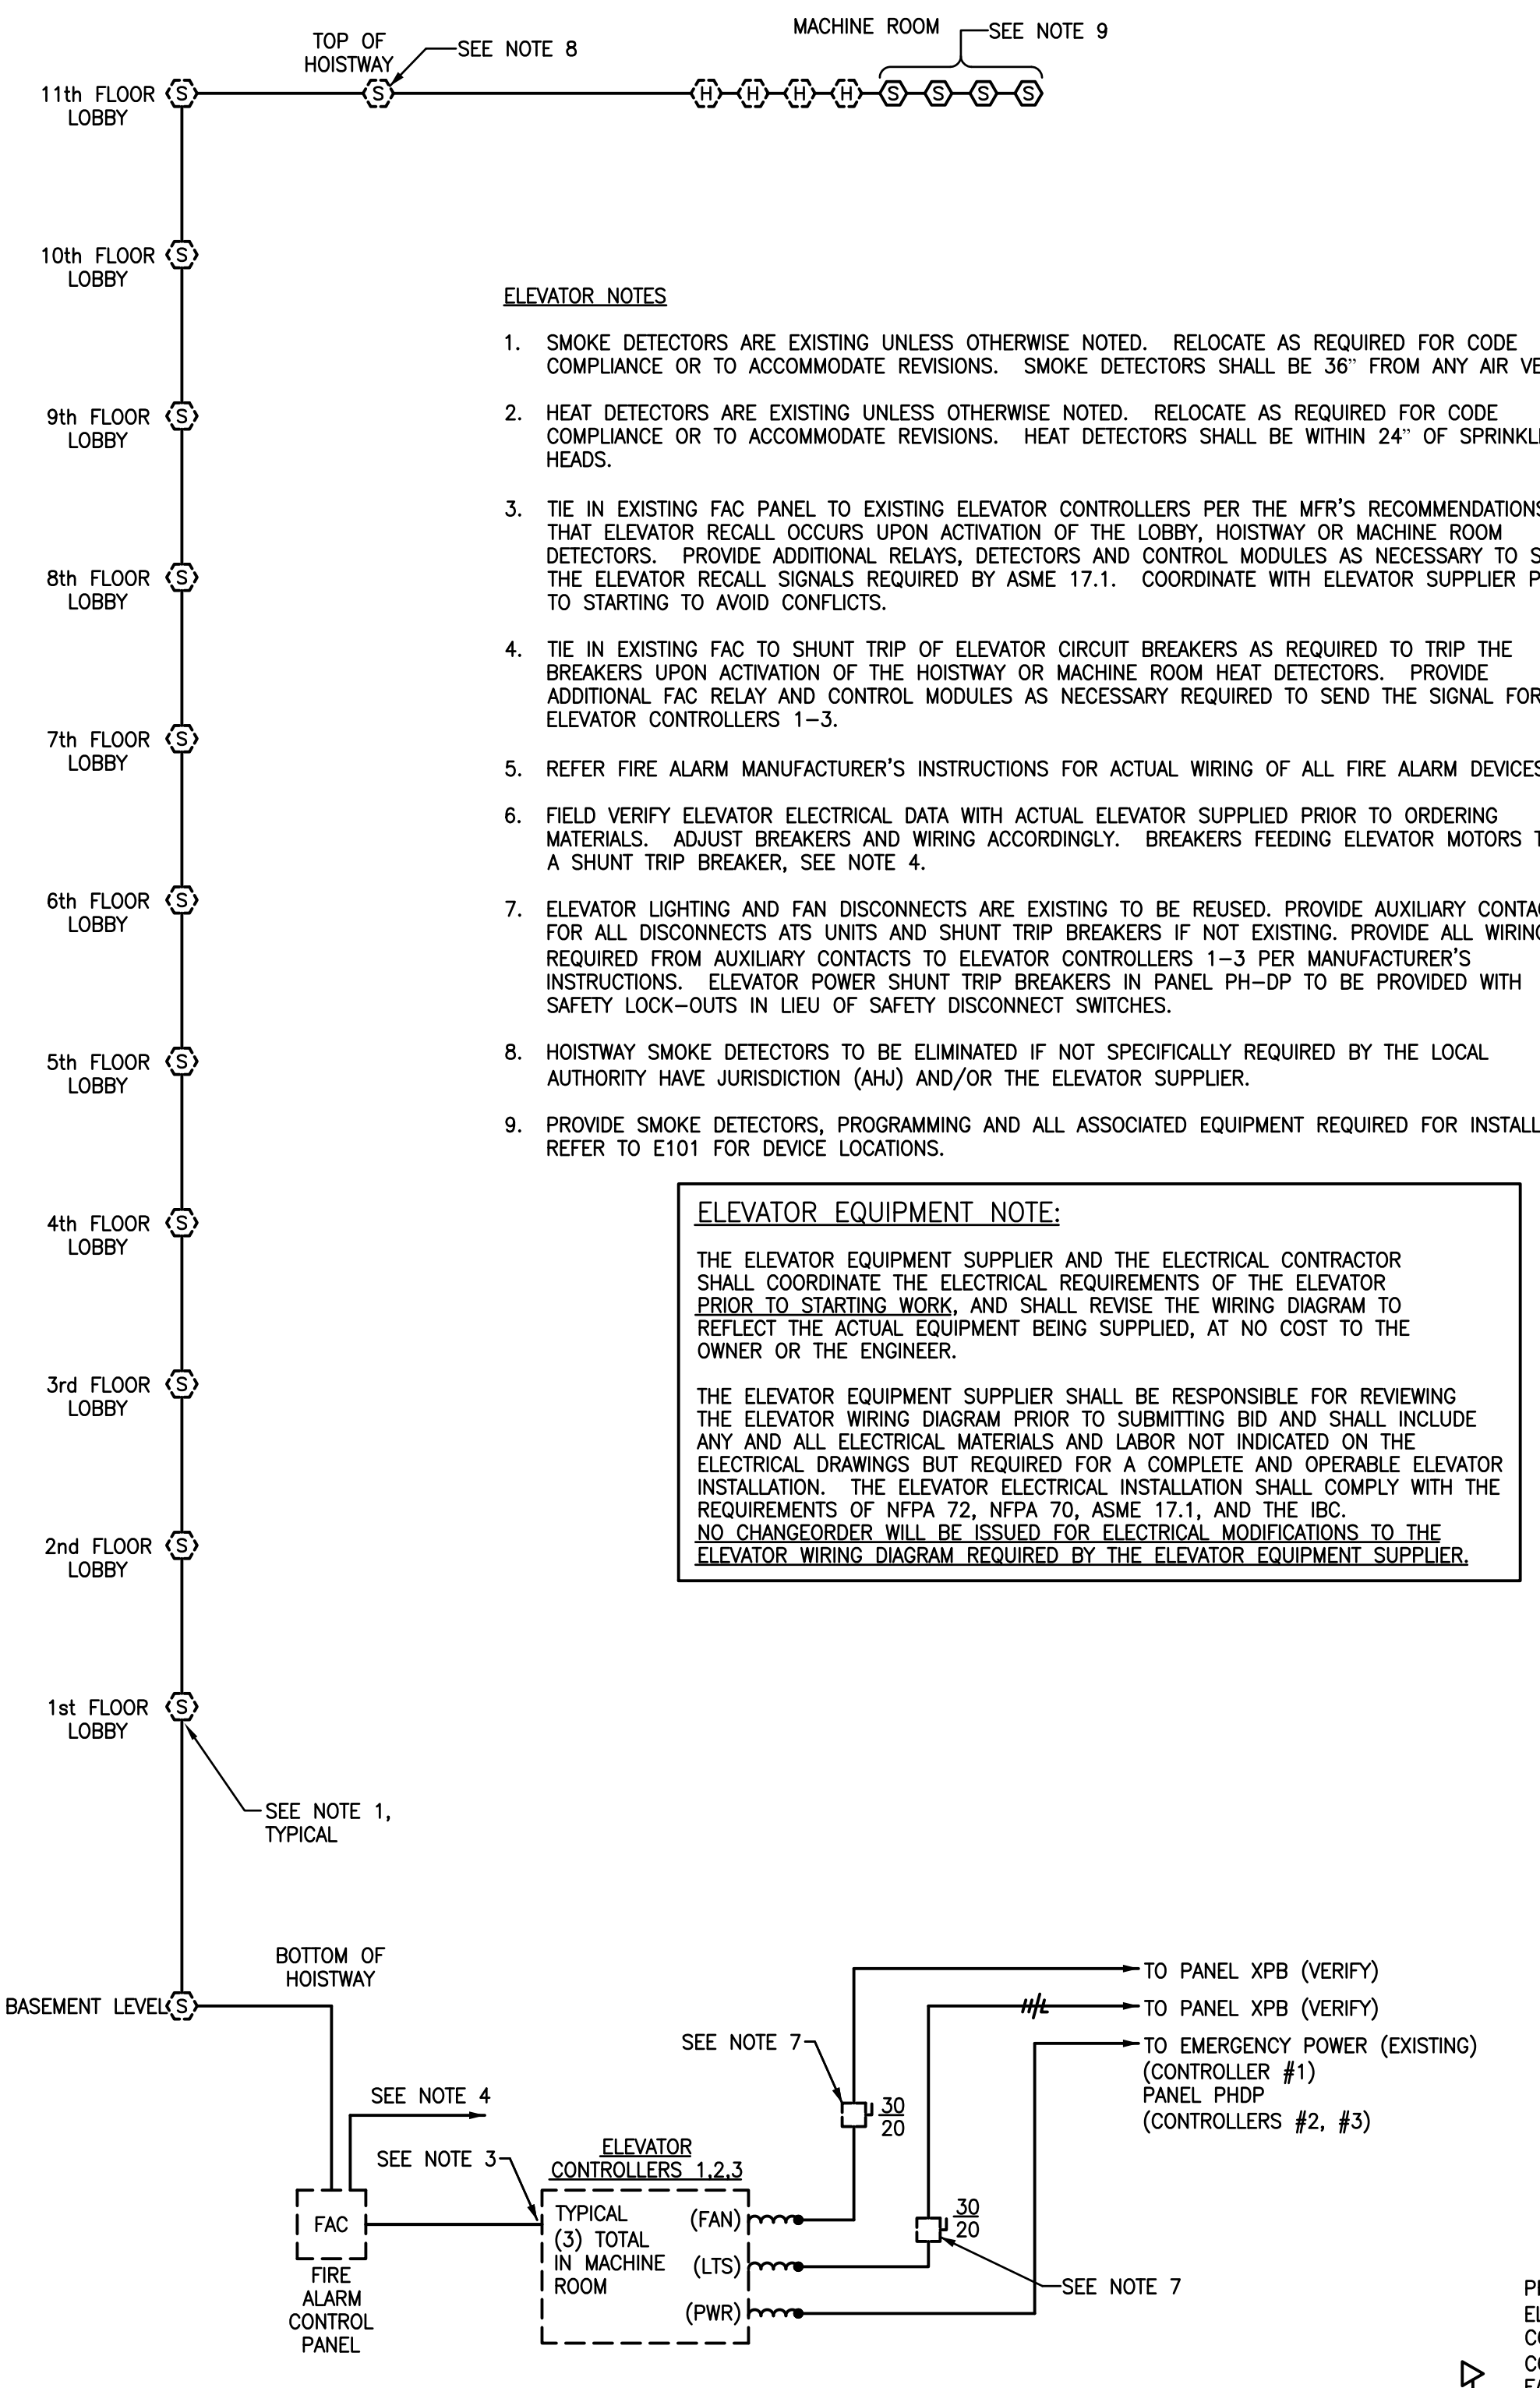 MACHINE ROOM
SEE NOTE 9
TOP OF
HOISTWAY
SEE NOTE 8
11th FLOOR
LOBBY
S
S
H
H
H
H
S
S
S
S
10th FLOOR
LOBBY
S
ELEVATOR NOTES
1. SMOKE DETECTORS ARE EXISTING UNLESS OTHERWISE NOTED. RELOCATE AS REQUIRED FOR CODE
COMPLIANCE OR TO ACCOMMODATE REVISIONS. SMOKE DETECTORS SHALL BE 36" FROM ANY AIR
9th FLOOR
LOBBY
S
2. HEAT DETECTORS ARE EXISTING UNLESS OTHERWISE NOTED. RELOCATE AS REQUIRED FOR CODE
COMPLIANCE OR TO ACCOMMODATE REVISIONS. HEAT DETECTORS SHALL BE WITHIN 24" OF
HEADS.
3. TIE IN EXISTING FAC PANEL TO EXISTING ELEVATOR CONTROLLERS PER THE MFR'S RECOMMENDATIONS
THAT ELEVATOR RECALL OCCURS UPON ACTIVATION OF THE LOBBY, HOISTWAY OR MACHINE ROOM
DETECTORS. PROVIDE ADDITIONAL RELAYS, DETECTORS AND CONTROL MODULES AS NECESSARY TO
THE ELEVATOR RECALL SIGNALS REQUIRED BY ASME 17.1. COORDINATE WITH ELEVATOR SUPPLIER
TO STARTING TO AVOID CONFLICTS.
8th FLOOR
LOBBY
S
4. TIE IN EXISTING FAC TO SHUNT TRIP OF ELEVATOR CIRCUIT BREAKERS AS REQUIRED TO TRIP THE
BREAKERS UPON ACTIVATION OF THE HOISTWAY OR MACHINE ROOM HEAT DETECTORS. PROVIDE
ADDITIONAL FAC RELAY AND CONTROL MODULES AS NECESSARY REQUIRED TO SEND THE SIGNAL FOR
ELEVATOR CONTROLLERS 1-3.
7th FLOOR
LOBBY
S
5. REFER FIRE ALARM MANUFACTURER'S INSTRUCTIONS FOR ACTUAL WIRING OF ALL FIRE ALARM DEVICES
6. FIELD VERIFY ELEVATOR ELECTRICAL DATA WITH ACTUAL ELEVATOR SUPPLIED PRIOR TO ORDERING
MATERIALS. ADJUST BREAKERS AND WIRING ACCORDINGLY. BREAKERS FEEDING ELEVATOR MOTORS
A SHUNT TRIP BREAKER, SEE NOTE 4.
6th FLOOR
LOBBY
S
7. ELEVATOR LIGHTING AND FAN DISCONNECTS ARE EXISTING TO BE REUSED. PROVIDE AUXILIARY
FOR ALL DISCONNECTS ATS UNITS AND SHUNT TRIP BREAKERS IF NOT EXISTING. PROVIDE ALL WIRING
REQUIRED FROM AUXILIARY CONTACTS TO ELEVATOR CONTROLLERS 1-3 PER MANUFACTURER'S
INSTRUCTIONS. ELEVATOR POWER SHUNT TRIP BREAKERS IN PANEL PH-DP TO BE PROVIDED WITH
SAFETY LOCK-OUTS IN LIEU OF SAFETY DISCONNECT SWITCHES.
5th FLOOR
LOBBY
S
8. HOISTWAY SMOKE DETECTORS TO BE ELIMINATED IF NOT SPECIFICALLY REQUIRED BY THE LOCAL
AUTHORITY HAVE JURISDICTION (AHJ) AND/OR THE ELEVATOR SUPPLIER.
9. PROVIDE SMOKE DETECTORS, PROGRAMMING AND ALL ASSOCIATED EQUIPMENT REQUIRED FOR
REFER TO E101 FOR DEVICE LOCATIONS.
4th FLOOR
LOBBY
S
ELEVATOR EQUIPMENT NOTE:
THE ELEVATOR EQUIPMENT SUPPLIER AND THE ELECTRICAL CONTRACTOR
SHALL COORDINATE THE ELECTRICAL REQUIREMENTS OF THE ELEVATOR
PRIOR TO STARTING WORK, AND SHALL REVISE THE WIRING DIAGRAM TO
REFLECT THE ACTUAL EQUIPMENT BEING SUPPLIED, AT NO COST TO THE
OWNER OR THE ENGINEER.
THE ELEVATOR EQUIPMENT SUPPLIER SHALL BE RESPONSIBLE FOR REVIEWING
THE ELEVATOR WIRING DIAGRAM PRIOR TO SUBMITTING BID AND SHALL INCLUDE
ANY AND ALL ELECTRICAL MATERIALS AND LABOR NOT INDICATED ON THE
ELECTRICAL DRAWINGS BUT REQUIRED FOR A COMPLETE AND OPERABLE ELEVATOR
INSTALLATION. THE ELEVATOR ELECTRICAL INSTALLATION SHALL COMPLY WITH THE
REQUIREMENTS OF NFPA 72, NFPA 70, ASME 17.1, AND THE IBC.
NO CHANGEORDER WILL BE ISSUED FOR ELECTRICAL MODIFICATIONS TO THE
ELEVATOR WIRING DIAGRAM REQUIRED BY THE ELEVATOR EQUIPMENT SUPPLIER.
3rd FLOOR
LOBBY
S
2nd FLOOR
LOBBY
S
1st FLOOR
LOBBY
S
SEE NOTE 1,
TYPICAL
BOTTOM OF
HOISTWAY
BASEMENT LEVEL
S
TO PANEL XPB (VERIFY)
TO PANEL XPB (VERIFY)
TO EMERGENCY POWER (EXISTING)
(CONTROLLER #1)
PANEL PHDP
(CONTROLLERS #2, #3)
SEE NOTE 7
30
20
SEE NOTE 4
SEE NOTE 3
ELEVATOR
CONTROLLERS 1,2,3
FAC
FIRE
ALARM
CONTROL
PANEL
TYPICAL
(3) TOTAL
IN MACHINE
ROOM
(FAN)
(LTS)
(PWR)
30
20
SEE NOTE 7